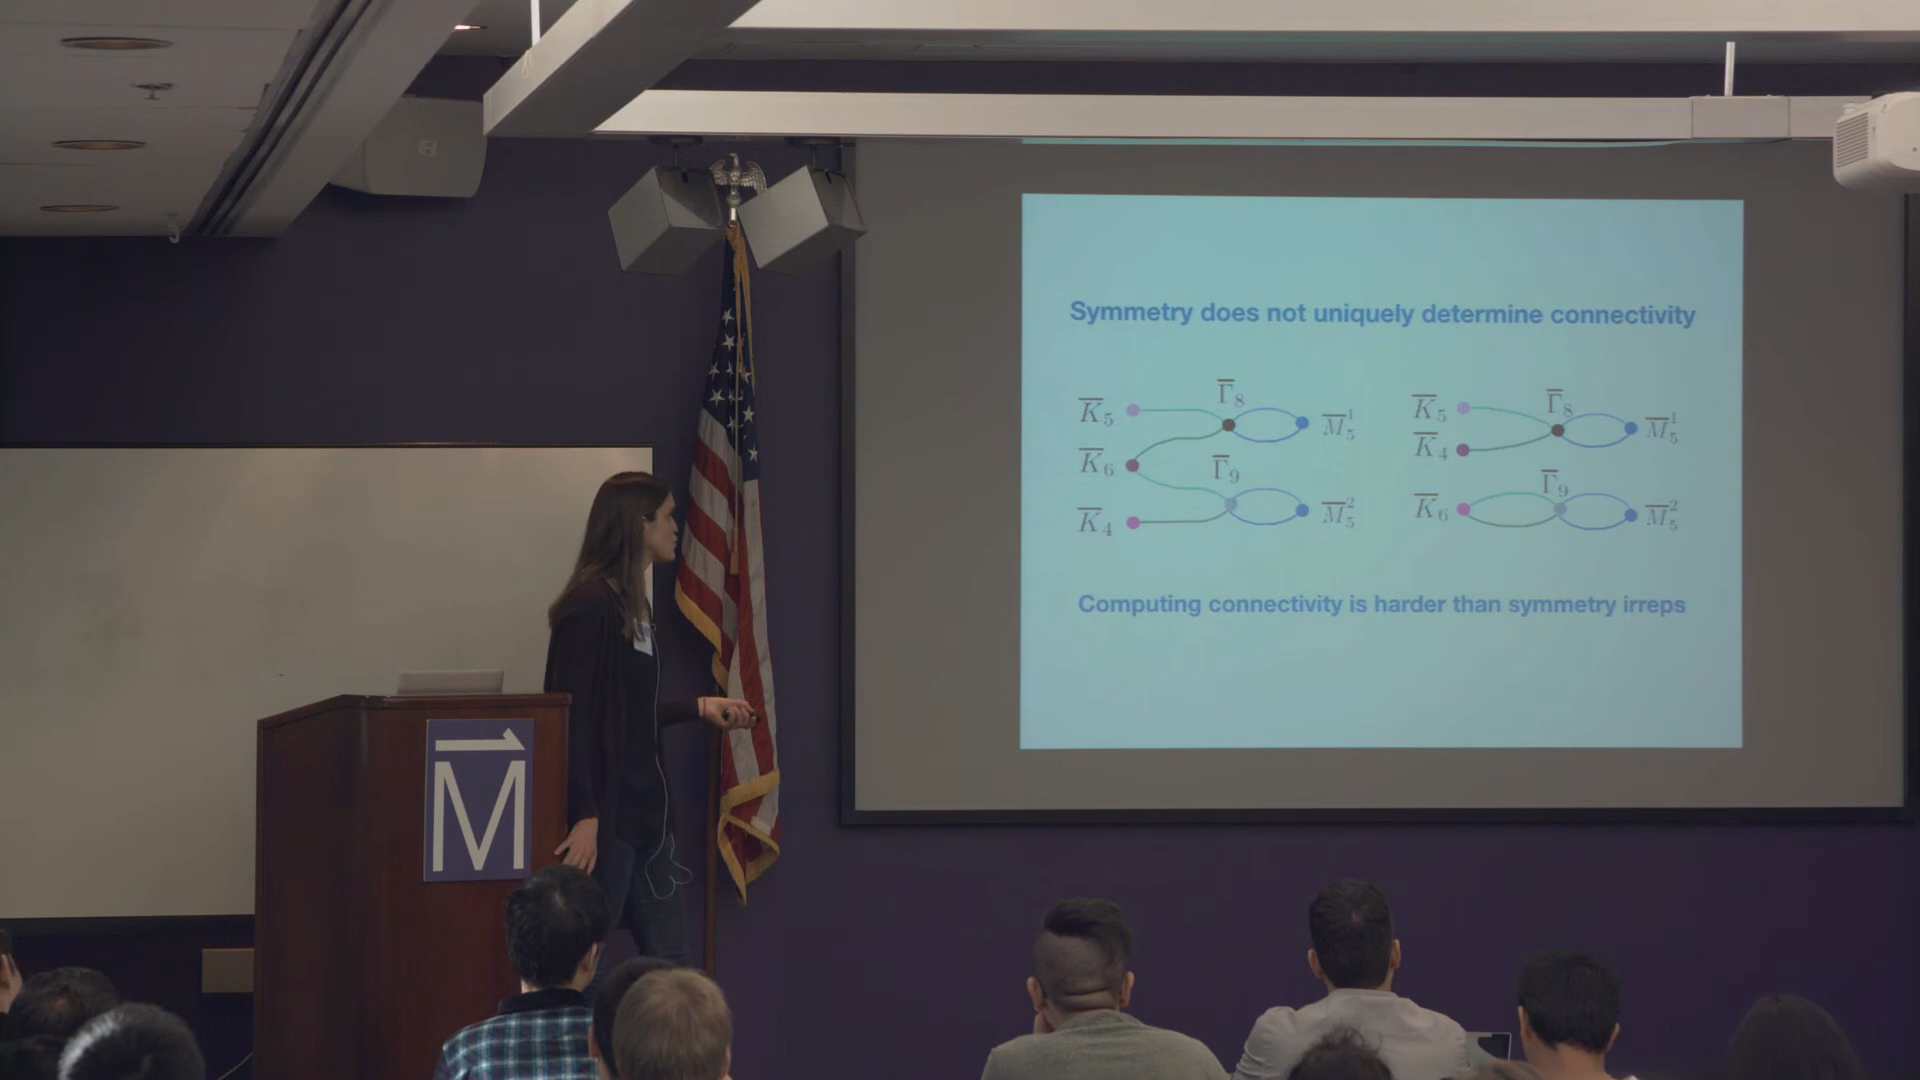 Symmetry does not uniquely determine connectivity
K̅₅ Γ̅₈ M̅₅¹
K̅₆ Γ̅₉
K̅₄ M̅₅²
K̅₅ Γ̅₈ M̅₅¹
K̅₄
K̅₆ Γ̅₉ M̅₅²
Computing connectivity is harder than symmetry irreps
M